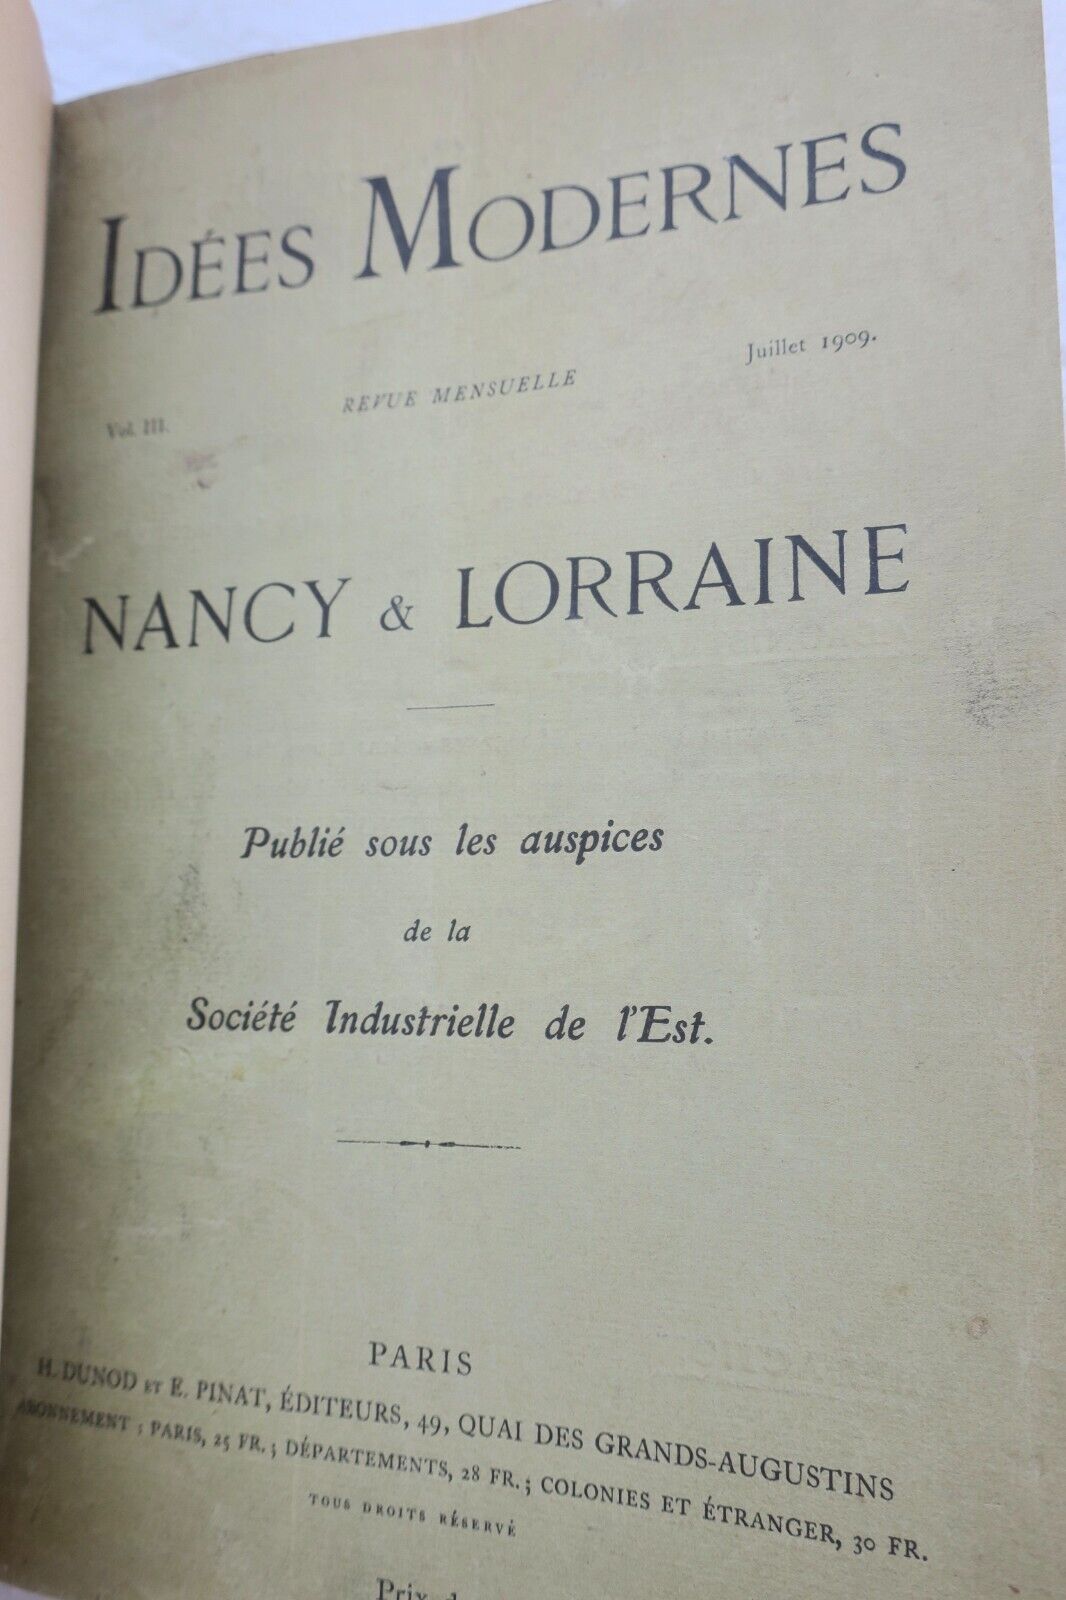 IDÉES MODERNES
Vol. III.
REVUE MENSUELLE
Juillet 1909.
NANCY & LORRAINE
Publié sous les auspices
de la
Société Industrielle de l'Est.
PARIS
H. DUNOD ET E. PINAT, ÉDITEURS, 49, QUAI DES GRANDS-AUGUSTINS
ABONNEMENT : PARIS, 25 FR. ; DÉPARTEMENTS, 28 FR. ; COLONIES ET ÉTRANGER, 30 FR.
TOUS DROITS RÉSERVÉ
Prix